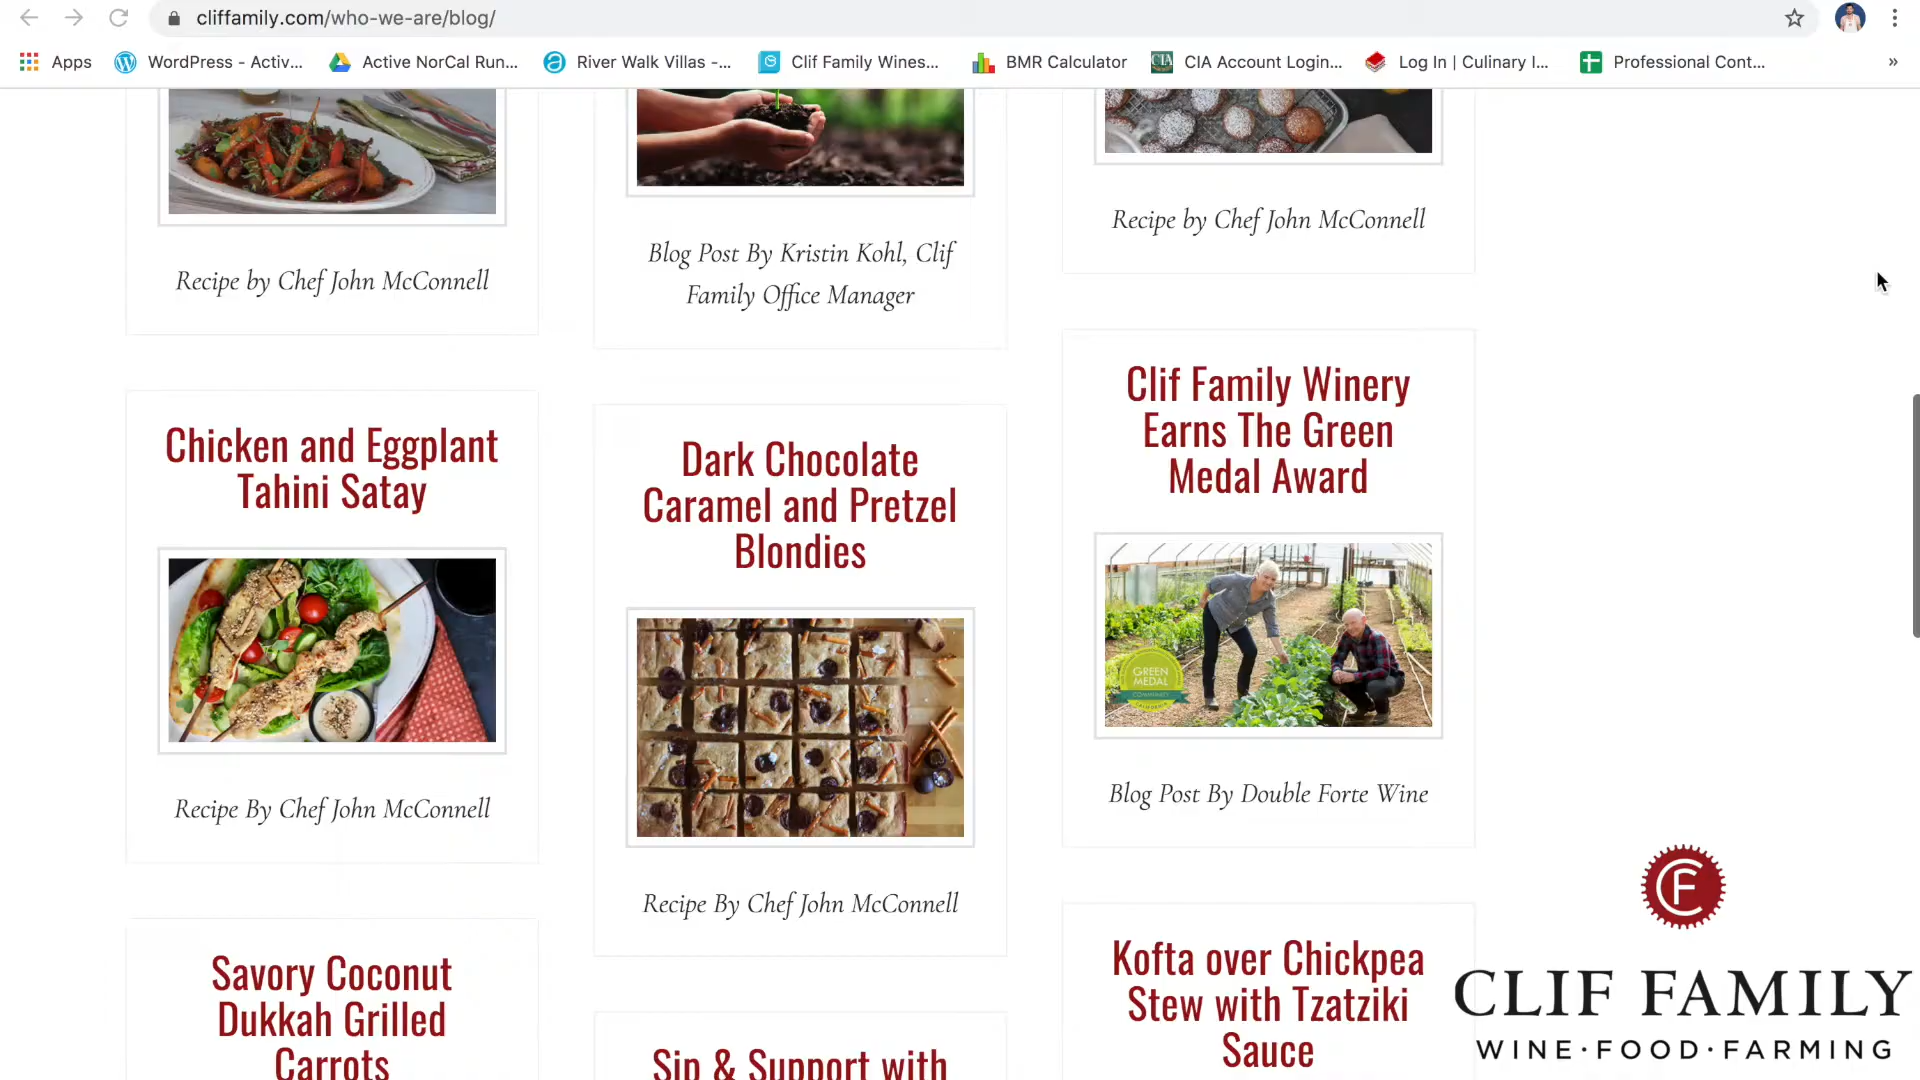 cliffamily.com/who-we-are/blog/
Apps
WordPress - Activ...
Active NorCal Run...
River Walk Villas -...
Clif Family Wines...
BMR Calculator
CIA
CIA Account Login...
Log In | Culinary I...
Professional Cont...
»
Recipe by Chef John McConnell
Blog Post By Kristin Kohl, Clif
Family Office Manager
Recipe by Chef John McConnell
Chicken and Eggplant
Tahini Satay
Recipe By Chef John McConnell
Dark Chocolate
Caramel and Pretzel
Blondies
Recipe By Chef John McConnell
Clif Family Winery
Earns The Green
Medal Award
GREEN
MEDAL
COMMUNITY
CALIFORNIA
Blog Post By Double Forte Wine
Savory Coconut
Dukkah Grilled
Carrots
Sip & Support with
Kofta over Chickpea
Stew with Tzatziki
Sauce
CF
CLIF FAMILY
WINE·FOOD·FARMING